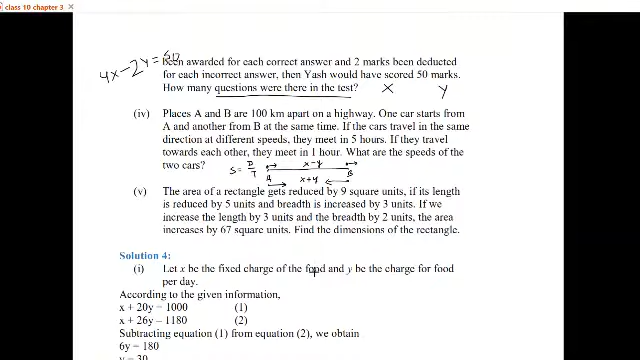 class 10 chapter 3
4x - 2y = 50
been awarded for each correct answer and 2 marks been deducted
for each incorrect answer, then Yash would have scored 50 marks.
How many questions were there in the test?
x y
(iv) Places A and B are 100 km apart on a highway. One car starts from
A and another from B at the same time. If the cars travel in the same
direction at different speeds, they meet in 5 hours. If they travel
towards each other, they meet in 1 hour. What are the speeds of the
two cars?
S = D/T
x-y
A B
x+y
(v) The area of a rectangle gets reduced by 9 square units, if its length
is reduced by 5 units and breadth is increased by 3 units. If we
increase the length by 3 units and the breadth by 2 units, the area
increases by 67 square units. Find the dimensions of the rectangle.
Solution 4:
(i) Let x be the fixed charge of the food and y be the charge for food
per day.
According to the given information,
x + 20y = 1000 (1)
x + 26y = 1180 (2)
Subtracting equation (1) from equation (2), we obtain
6y = 180
y = 30